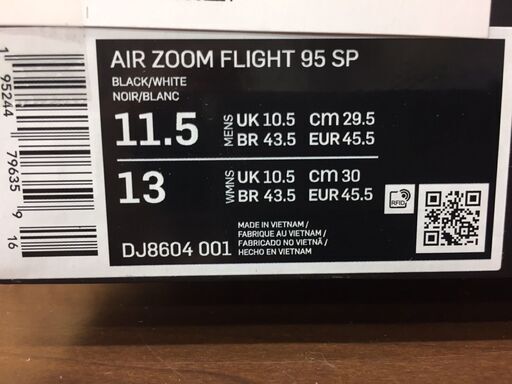 AIR ZOOM FLIGHT 95 SP
BLACK/WHITE
NOIR/BLANC
11.5 MENS UK 10.5 CM 29.5
BR 43.5 EUR 45.5
13 WMNS UK 10.5 CM 30
BR 43.5 EUR 45.5
RFID
DJ8604 001
MADE IN VIETNAM /
FABRIQUE AU VIETNAM /
FABRICADO NO VIETNÃ /
HECHO EN VIETNAM
1 95244 79635 9 16